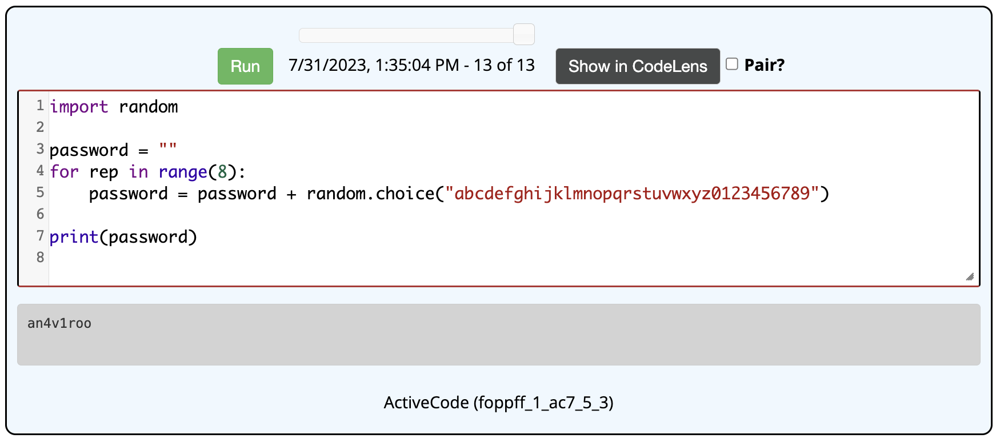 Run 7/31/2023, 1:35:04 PM - 13 of 13 Show in CodeLens Pair?
1 import random
2
3 password = ""
4 for rep in range(8):
5     password = password + random.choice("abcdefghijklmnopqrstuvwxyz0123456789")
6
7 print(password)
8
an4v1roo
ActiveCode (foppff_1_ac7_5_3)